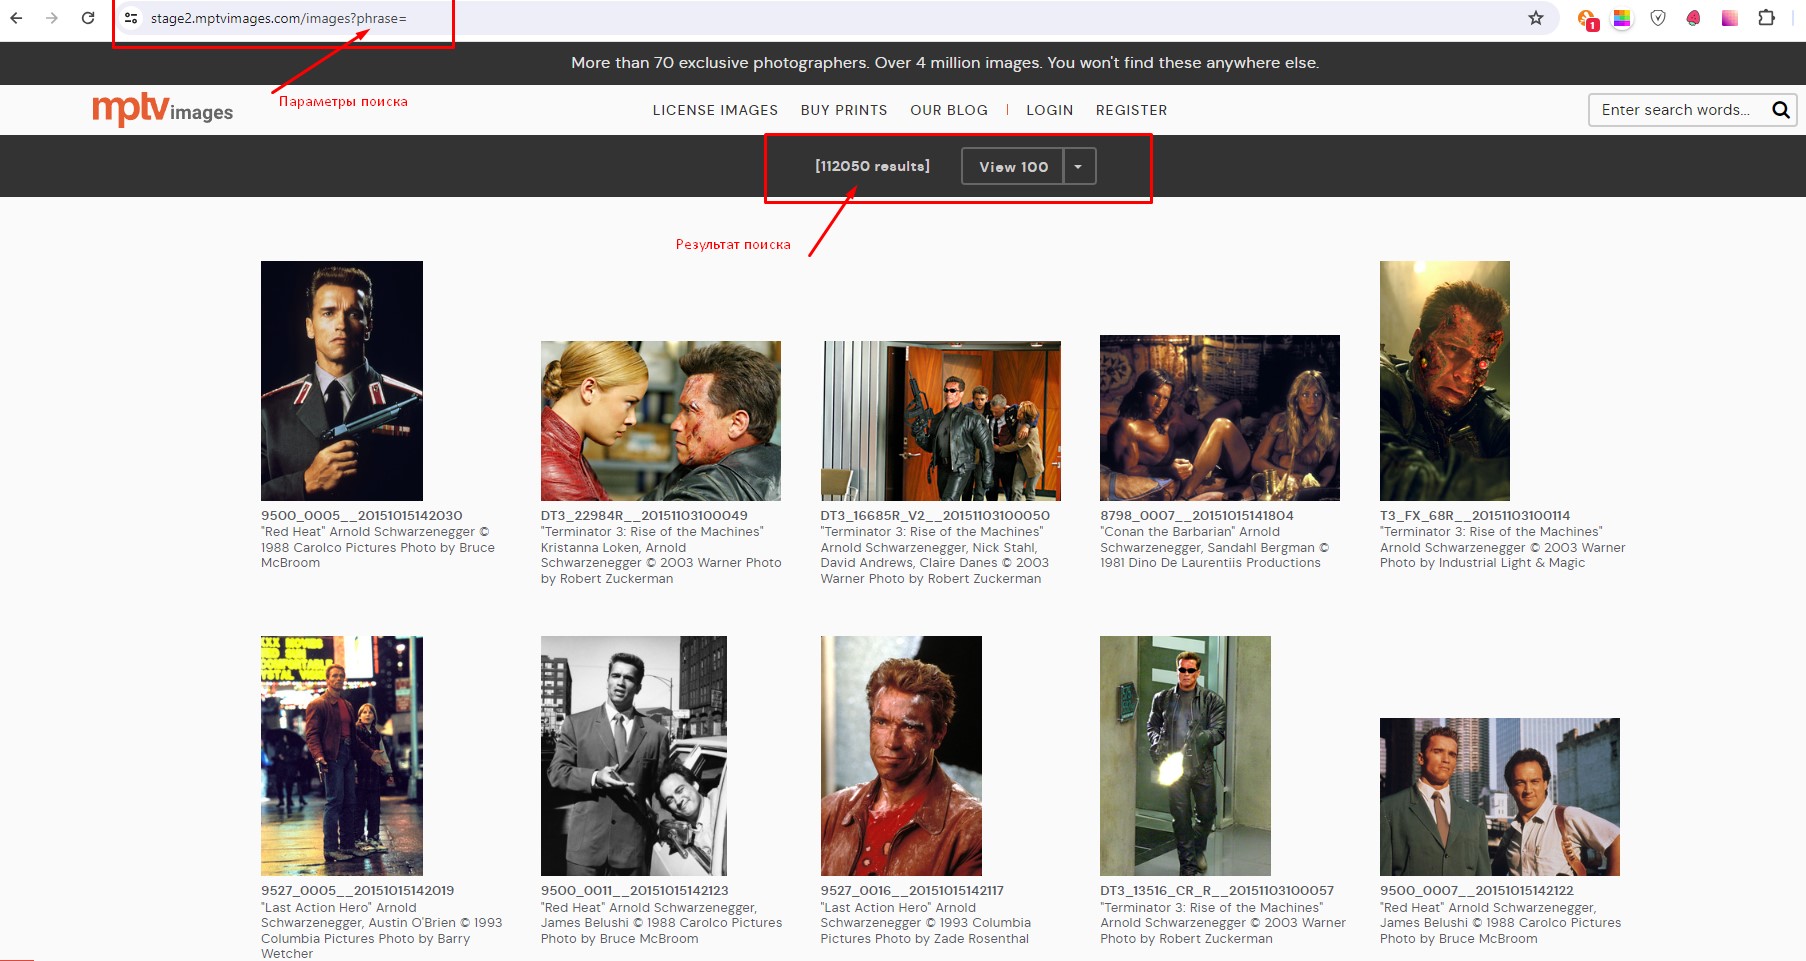 stage2.mptvimages.com/images?phrase=
1
More than 70 exclusive photographers. Over 4 million images. You won't find these anywhere else.
Параметры поиска
mptv images
LICENSE IMAGES BUY PRINTS OUR BLOG | LOGIN REGISTER
Enter search words...
[112050 results] View 100
Результат поиска
9500_0005__20151015142030
"Red Heat" Arnold Schwarzenegger ©
1988 Carolco Pictures Photo by Bruce
McBroom
DT3_22984R__20151103100049
"Terminator 3: Rise of the Machines"
Kristanna Loken, Arnold
Schwarzenegger © 2003 Warner Photo
by Robert Zuckerman
DT3_16685R_V2__20151103100050
"Terminator 3: Rise of the Machines"
Arnold Schwarzenegger, Nick Stahl,
David Andrews, Claire Danes © 2003
Warner Photo by Robert Zuckerman
8798_0007__20151015141804
"Conan the Barbarian" Arnold
Schwarzenegger, Sandahl Bergman ©
1981 Dino De Laurentiis Productions
T3_FX_68R__20151103100114
"Terminator 3: Rise of the Machines"
Arnold Schwarzenegger © 2003 Warner
Photo by Industrial Light & Magic
9527_0005__20151015142019
"Last Action Hero" Arnold
Schwarzenegger, Austin O'Brien © 1993
Columbia Pictures Photo by Barry
Wetcher
9500_0011__20151015142123
"Red Heat" Arnold Schwarzenegger,
James Belushi © 1988 Carolco Pictures
Photo by Bruce McBroom
9527_0016__20151015142117
"Last Action Hero" Arnold
Schwarzenegger © 1993 Columbia
Pictures Photo by Zade Rosenthal
DT3_13516_CR_R__20151103100057
"Terminator 3: Rise of the Machines"
Arnold Schwarzenegger © 2003 Warner
Photo by Robert Zuckerman
9500_0007__20151015142122
"Red Heat" Arnold Schwarzenegger,
James Belushi © 1988 Carolco Pictures
Photo by Bruce McBroom